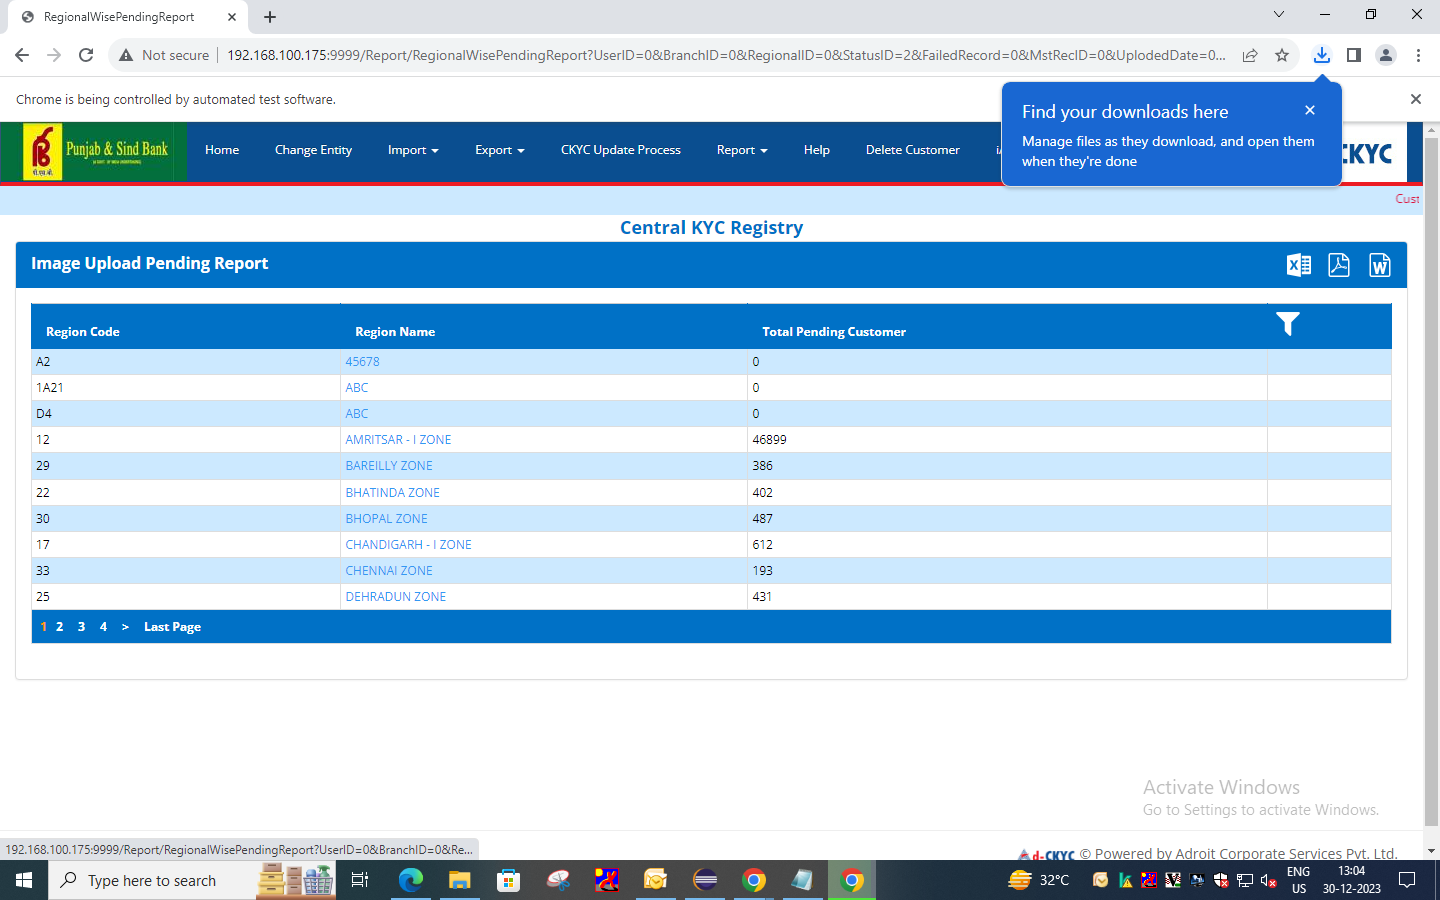 RegionalWisePendingReport
Not secure
192.168.100.175:9999/Report/RegionalWisePendingReport?UserID=0&BranchID=0&RegionalID=0&StatusID=2&FailedRecord=0&MstRecID=0&UplodedDate=0...
Chrome is being controlled by automated test software.
Find your downloads here
Manage files as they download, and open them
when they're done
पी.एस.बी.
Punjab & Sind Bank
Home Change Entity Import Export CKYC Update Process Report Help Delete Customer
CKYC
Cust
Central KYC Registry
Image Upload Pending Report
Region Code Region Name Total Pending Customer
A2 45678 0
1A21 ABC 0
D4 ABC 0
12 AMRITSAR - I ZONE 46899
29 BAREILLY ZONE 386
22 BHATINDA ZONE 402
30 BHOPAL ZONE 487
17 CHANDIGARH - I ZONE 612
33 CHENNAI ZONE 193
25 DEHRADUN ZONE 431
1 2 3 4 > Last Page
Activate Windows
Go to Settings to activate Windows.
192.168.100.175:9999/Report/RegionalWisePendingReport?UserID=0&BranchID=0&Re...
d-CKYC © Powered by Adroit Corporate Services Pvt. Ltd.
Type here to search
32°C
ENG
US
13:04
30-12-2023